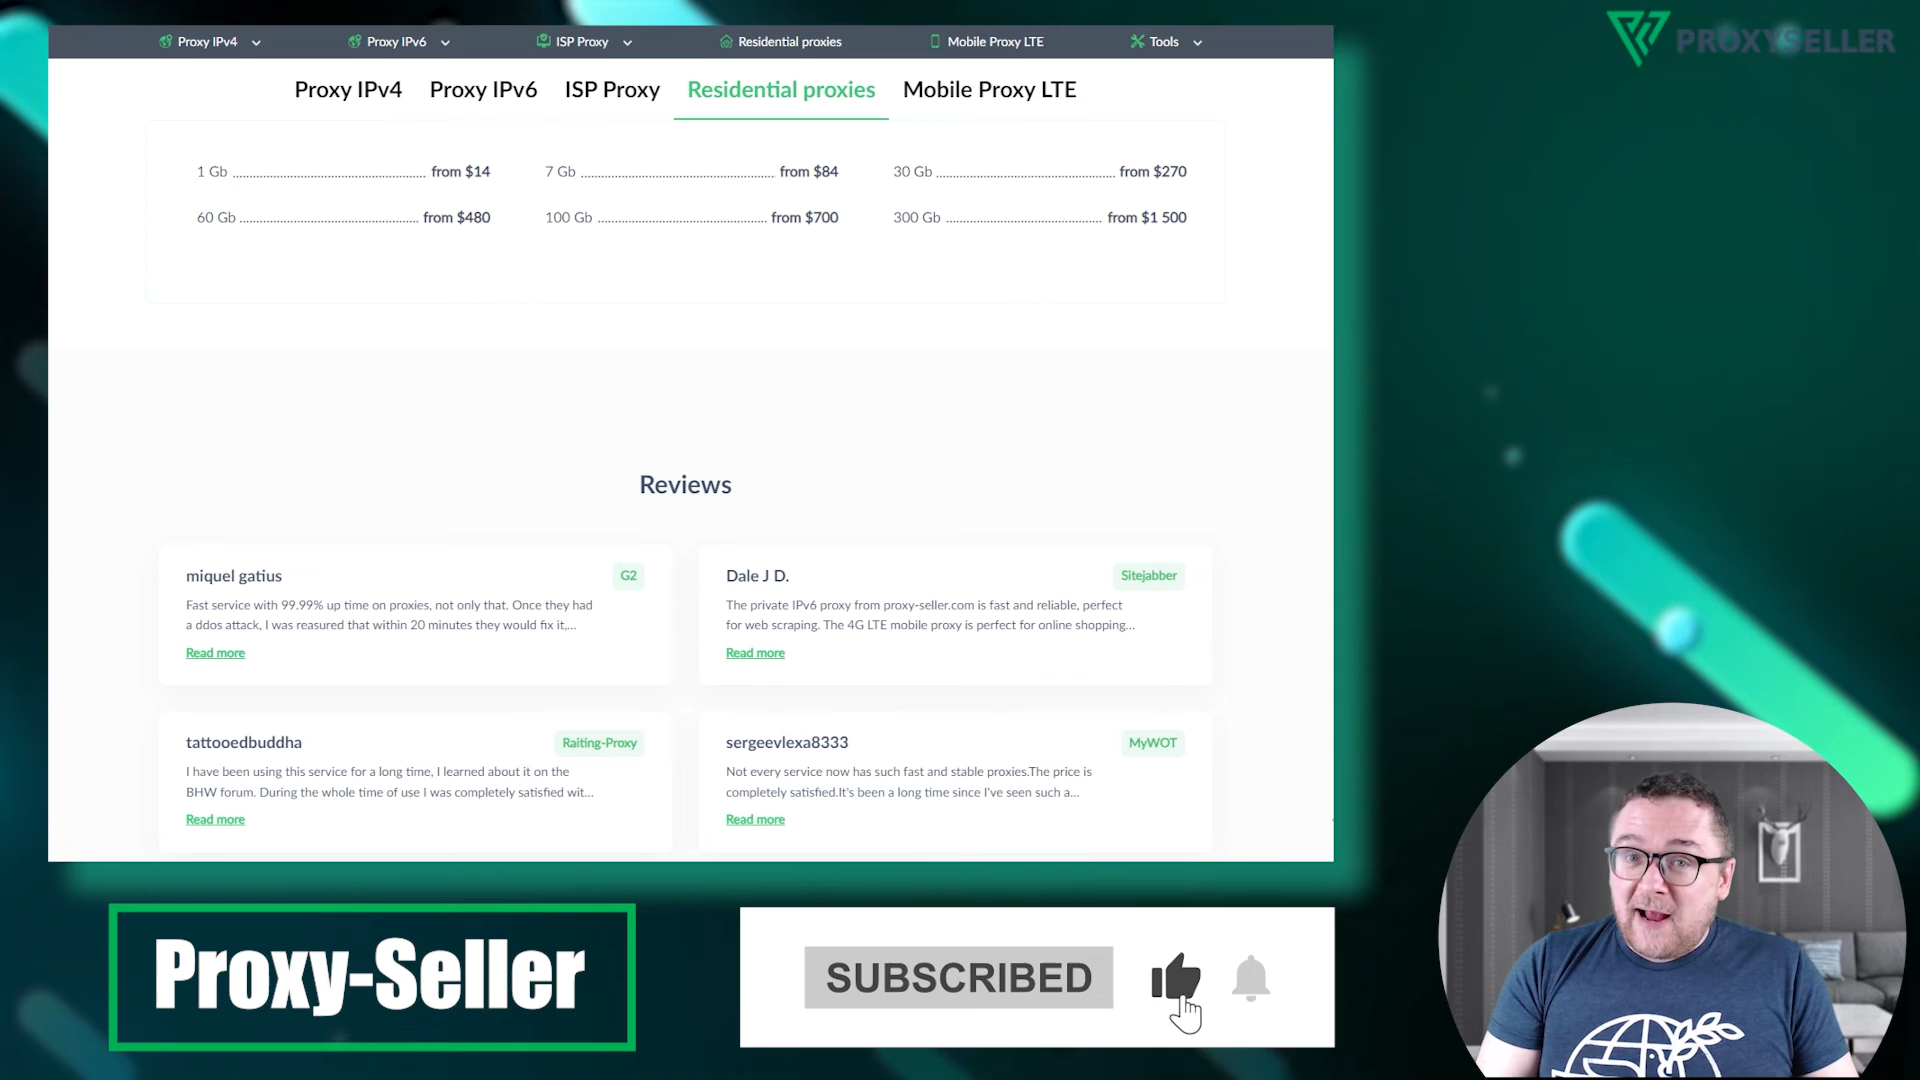 Proxy IPv4
Proxy IPv6
ISP Proxy
Residential proxies
Mobile Proxy LTE
Tools
PROXYSELLER
Proxy IPv4
Proxy IPv6
ISP Proxy
Residential proxies
Mobile Proxy LTE
1 Gb from $14
7 Gb from $84
30 Gb from $270
60 Gb from $480
100 Gb from $700
300 Gb from $1 500
Reviews
miquel gatius
G2
Fast service with 99.99% up time on proxies, not only that. Once they had
a ddos attack, I was reasured that within 20 minutes they would fix it,...
Read more
Dale J D.
Sitejabber
The private IPv6 proxy from proxy-seller.com is fast and reliable, perfect
for web scraping. The 4G LTE mobile proxy is perfect for online shopping...
Read more
tattooedbuddha
Raiting-Proxy
I have been using this service for a long time, I learned about it on the
BHW forum. During the whole time of use I was completely satisfied wit...
Read more
sergeevlexa8333
MyWOT
Not every service now has such fast and stable proxies.The price is
completely satisfied.It's been a long time since I've seen such a...
Read more
Proxy-Seller
SUBSCRIBED